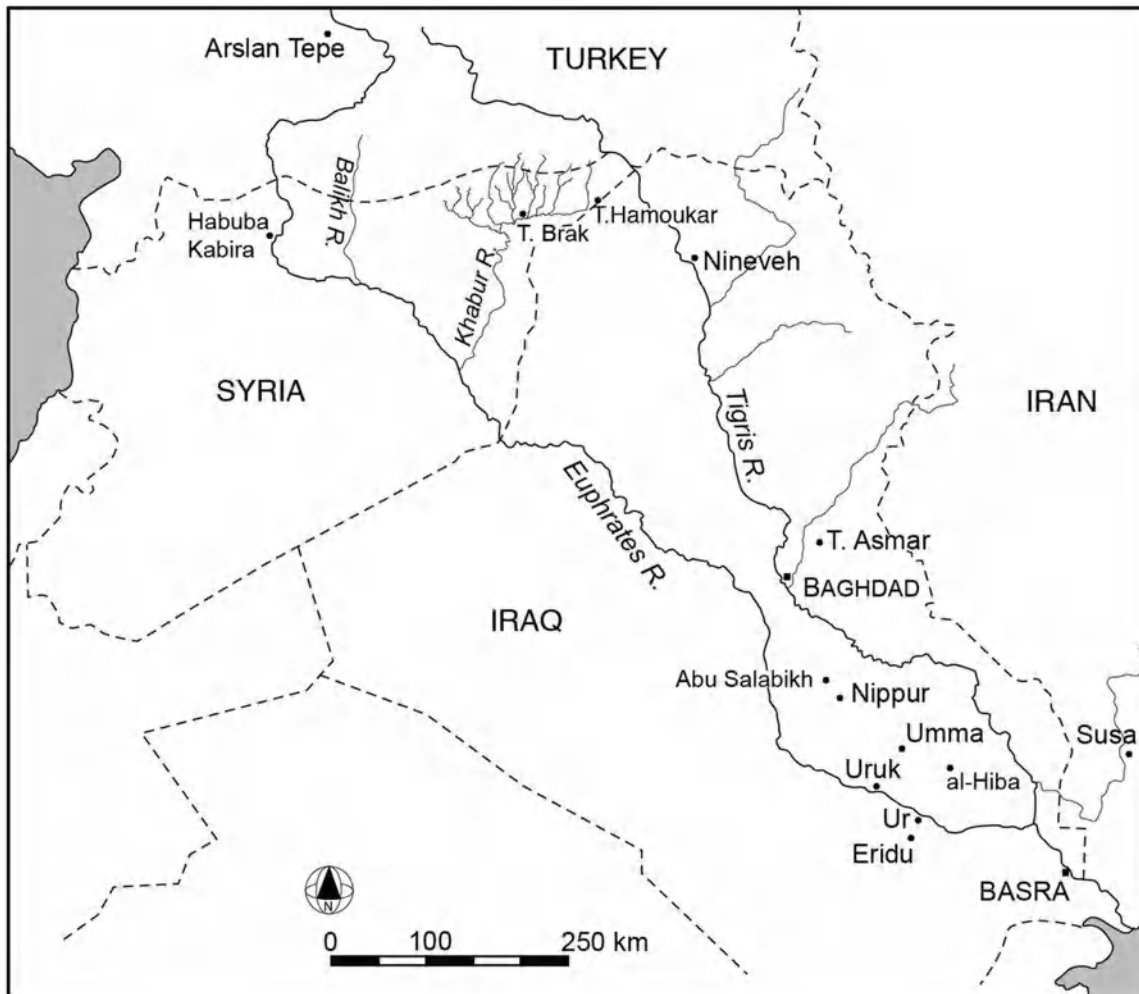 Arslan Tepe
TURKEY
Balikh R.
Habuba
Kabira
T. Brak
T.Hamoukar
Khabur R.
Nineveh
SYRIA
IRAN
Tigris R.
Euphrates R.
T. Asmar
BAGHDAD
IRAQ
Abu Salabikh
Nippur
Umma
Susa
Uruk
al-Hiba
Ur
Eridu
BASRA
N
0 100 250 km